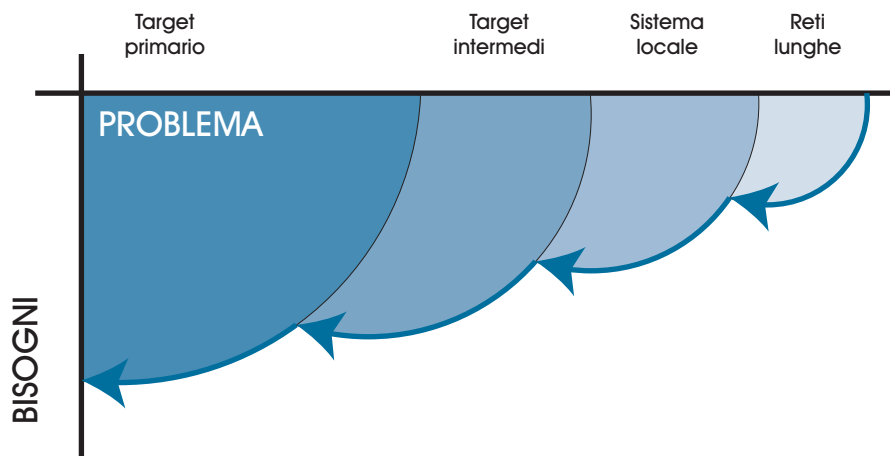 Target
primario
Target
intermedi
Sistema
locale
Reti
lunghe
PROBLEMA
BISOGNI